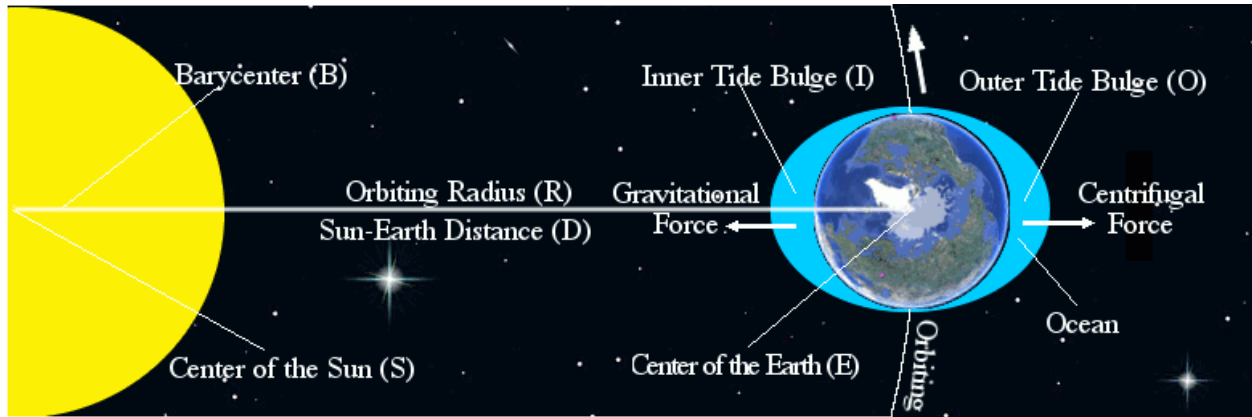 Barycenter (B)
Inner Tide Bulge (I)
Outer Tide Bulge (O)
Orbiting Radius (R)
Sun-Earth Distance (D)
Gravitational
Force
Centrifugal
Force
Ocean
Center of the Sun (S)
Center of the Earth (E)
Orbiting